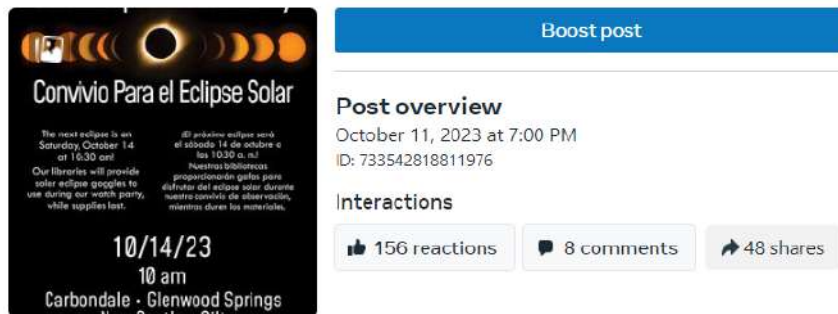 Convivio Para el Eclipse Solar
The next eclipse is on
Saturday, October 14
at 10:30 am!
Our libraries will provide
solar eclipse goggles to
use during our watch party,
while supplies last.
¡El próximo eclipse será
el sábado 14 de octubre a
las 10:30 a. n.!
Nuestras bibliotecas
proporcionarán gafas para
disfrutar del eclipse solar durante
nuestro convivio de observación,
mientras duren los materiales.
10/14/23
10 am
Carbondale • Glenwood Springs
Boost post
Post overview
October 11, 2023 at 7:00 PM
ID: 733542818811976
Interactions
156 reactions
8 comments
48 shares